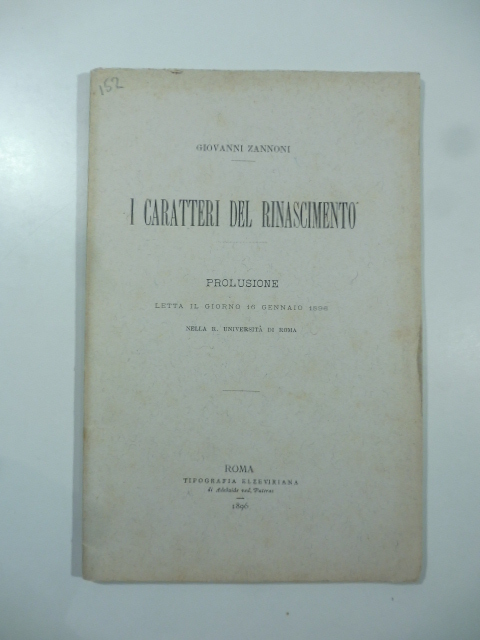 152
GIOVANNI ZANNONI
I CARATTERI DEL RINASCIMENTO
PROLUSIONE
LETTA IL GIORNO 16 GENNAIO 1896
NELLA R. UNIVERSITÀ DI ROMA
ROMA
TIPOGRAFIA ELZEVIRIANA
di Adelaide ved. Pateras
1896